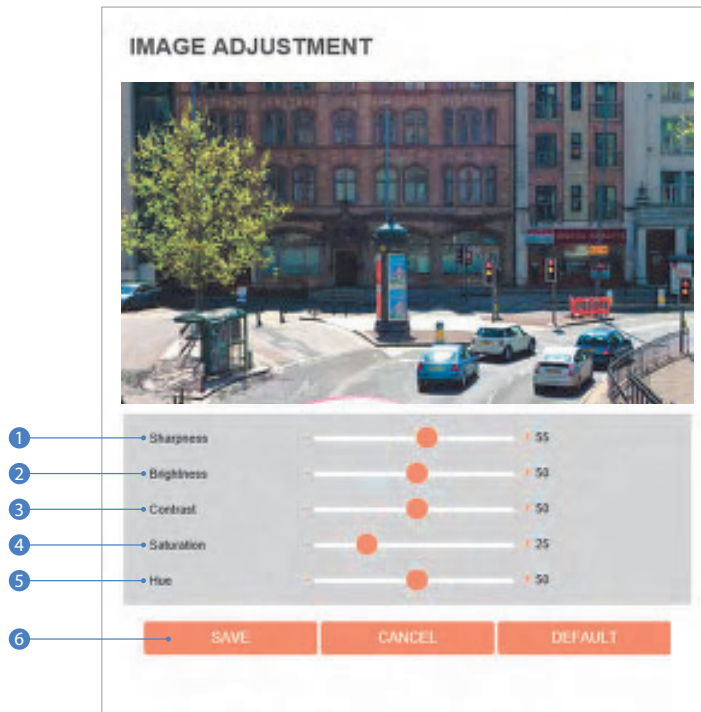 IMAGE ADJUSTMENT
1 Sharpness - + 55
2 Brightness - + 50
3 Contrast - + 50
4 Saturation - + 25
5 Hue - + 50
6 SAVE CANCEL DEFAULT